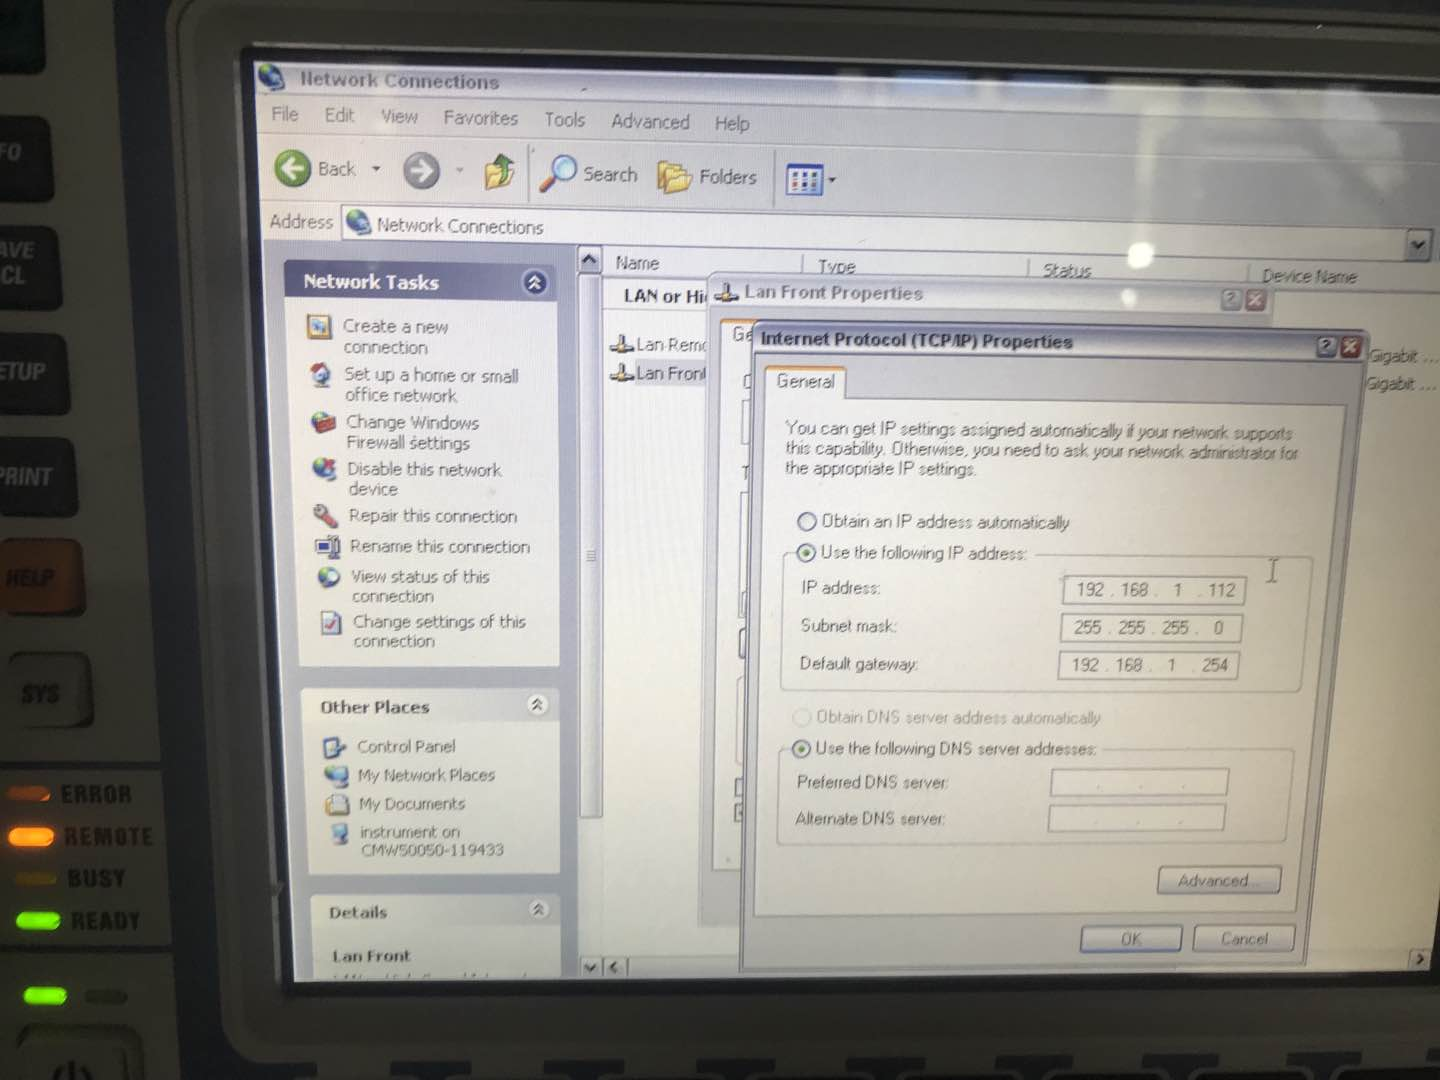 Network Connections
File Edit View Favorites Tools Advanced Help
Back Search Folders
Address Network Connections
Network Tasks
Create a new
connection
Set up a home or small
office network
Change Windows
Firewall settings
Disable this network
device
Repair this connection
Rename this connection
View status of this
connection
Change settings of this
connection
Other Places
Control Panel
My Network Places
My Documents
instrument on
CMW50050-119433
Details
Lan Front
Name Type Status Device Name
LAN or Hi
Lan Remo
Lan Front
Gigabit ...
Gigabit ...
Lan Front Properties
Ge
Internet Protocol (TCP/IP) Properties
General
You can get IP settings assigned automatically if your network supports
this capability. Otherwise, you need to ask your network administrator for
the appropriate IP settings.
Obtain an IP address automatically
Use the following IP address:
IP address: 192 . 168 . 1 . 112
Subnet mask: 255 . 255 . 255 . 0
Default gateway: 192 . 168 . 1 . 254
Obtain DNS server address automatically
Use the following DNS server addresses:
Preferred DNS server:
Alternate DNS server:
Advanced...
OK Cancel
FO
AVE
CL
ETUP
PRINT
HELP
SYS
ERROR
REMOTE
BUSY
READY